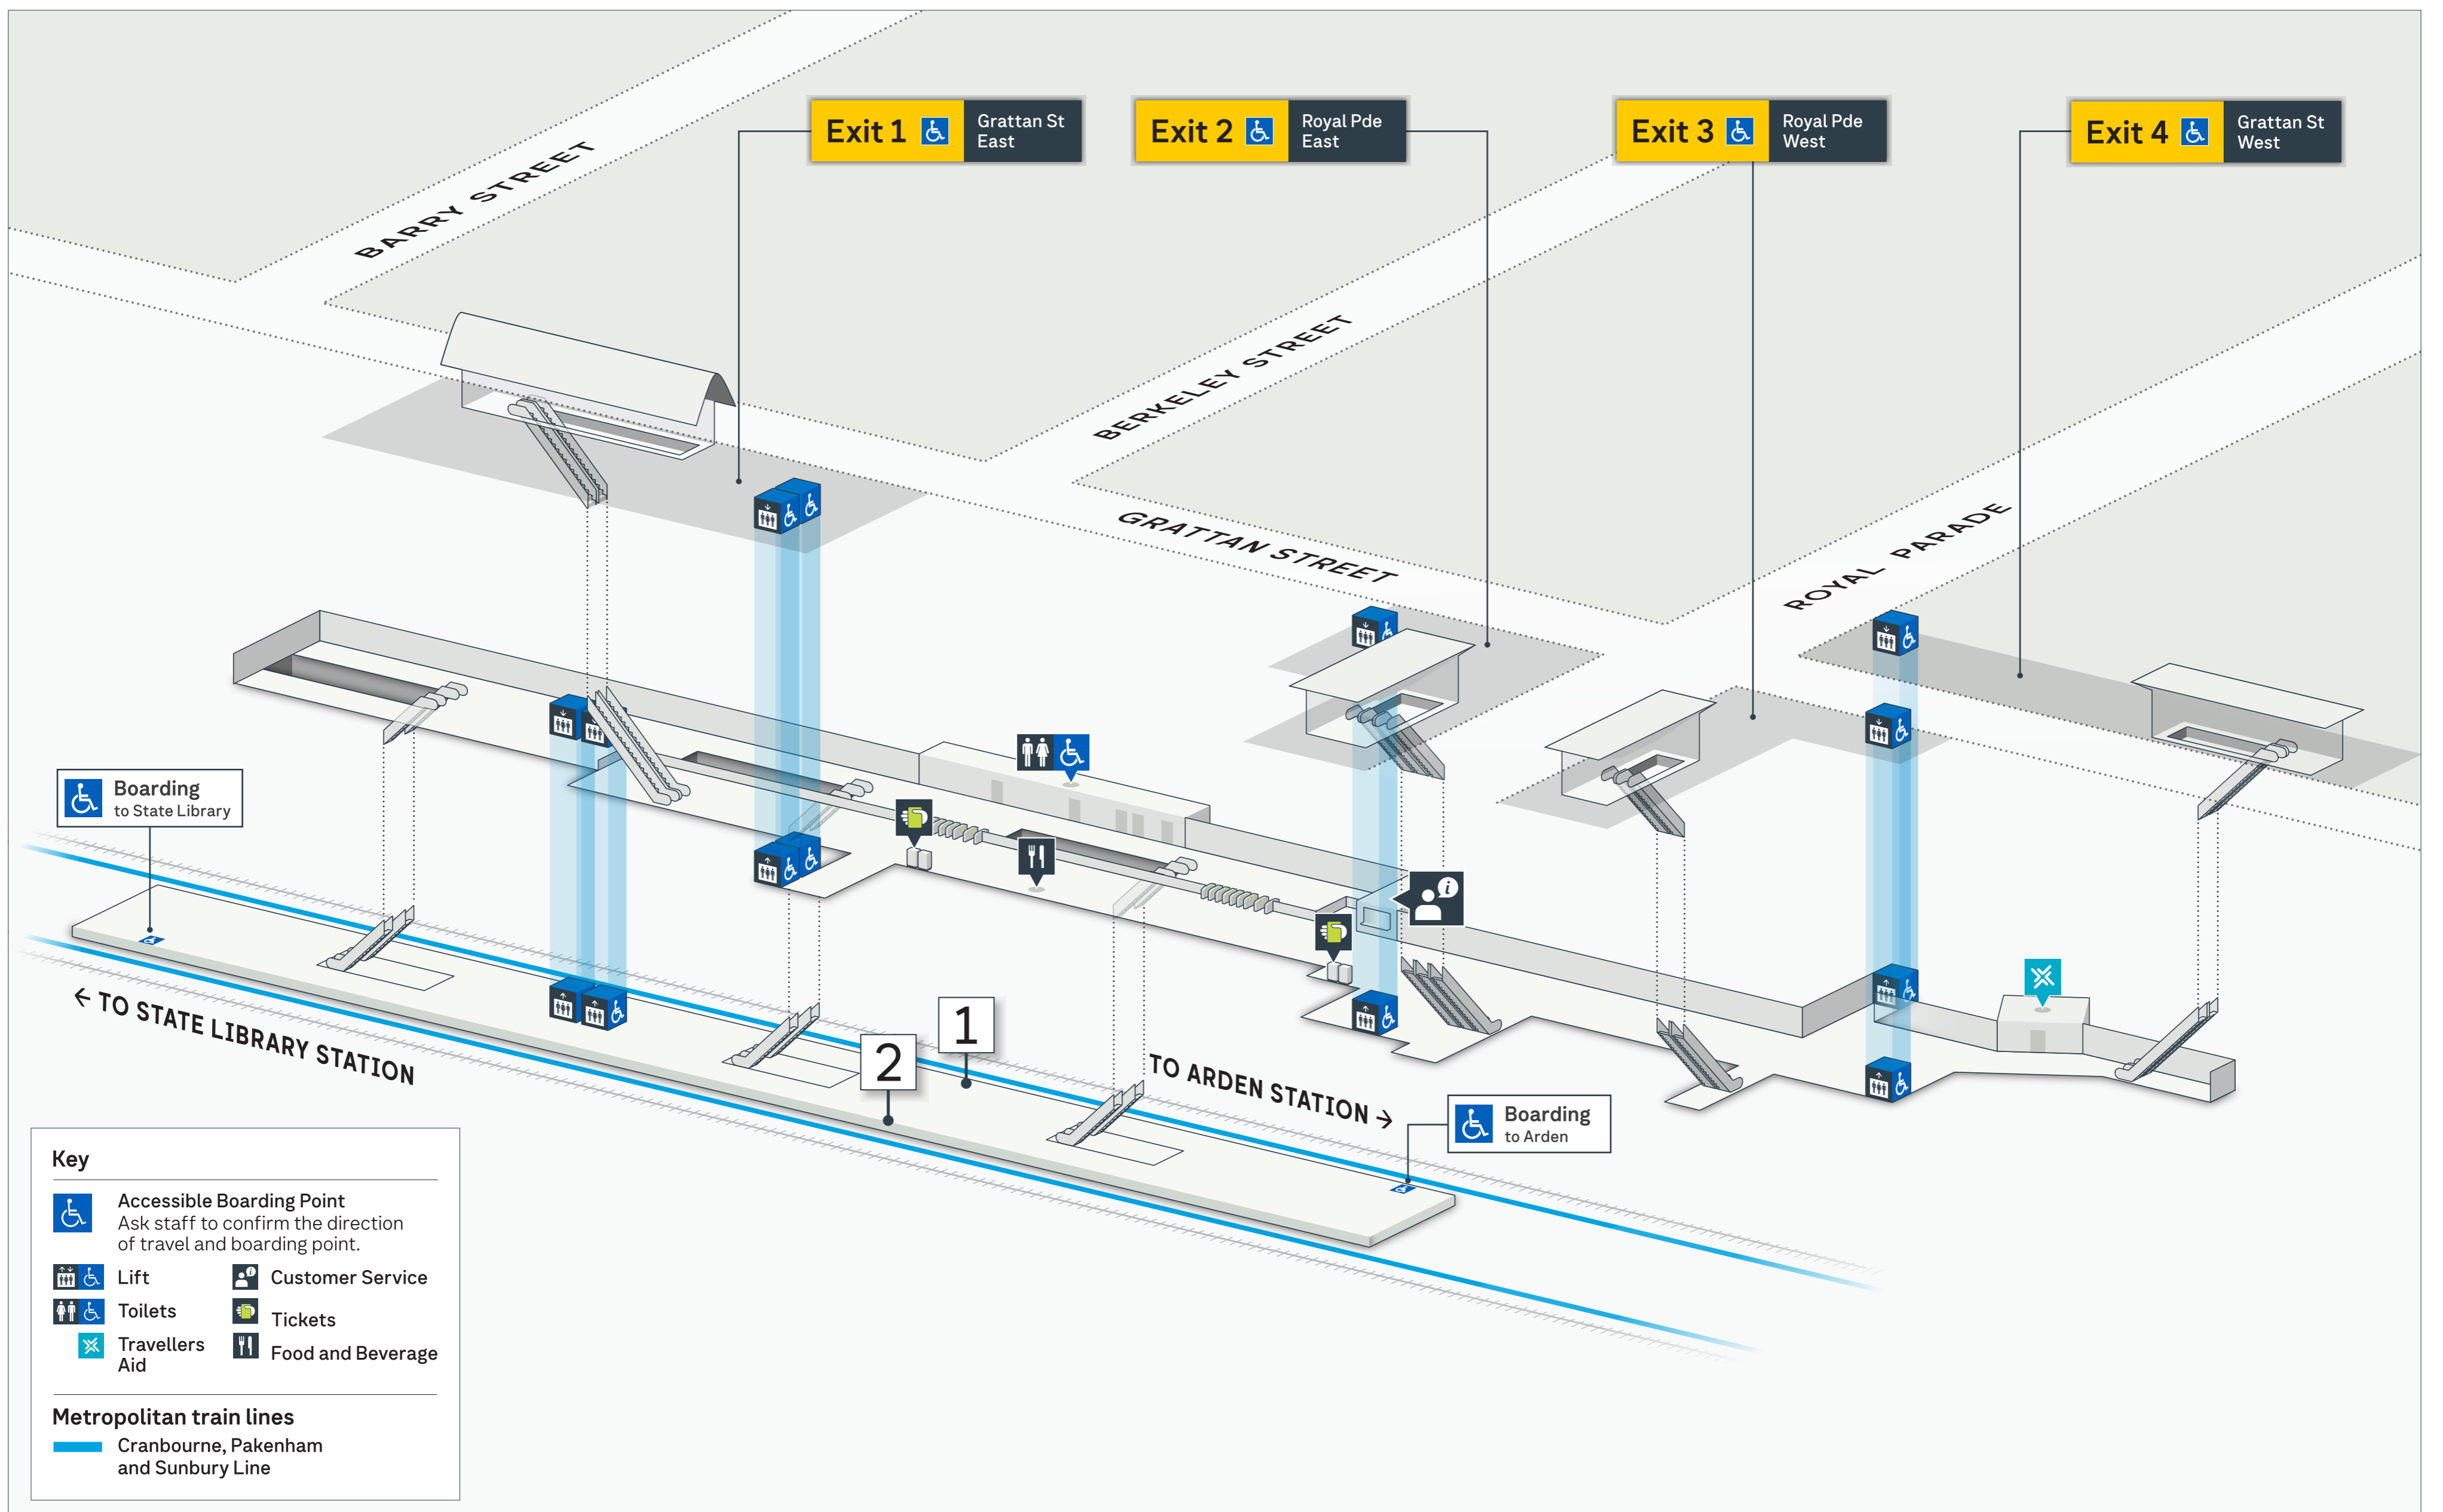 Exit 1
Grattan St
East
Exit 2
Royal Pde
East
Exit 3
Royal Pde
West
Exit 4
Grattan St
West
BARRY STREET
BERKELEY STREET
GRATTAN STREET
ROYAL PARADE
Boarding
to State Library
i
← TO STATE LIBRARY STATION
1
2
TO ARDEN STATION →
Boarding
to Arden
Key
Accessible Boarding Point
Ask staff to confirm the direction
of travel and boarding point.
Lift
Customer Service
Toilets
Tickets
Travellers
Aid
Food and Beverage
Metropolitan train lines
Cranbourne, Pakenham
and Sunbury Line